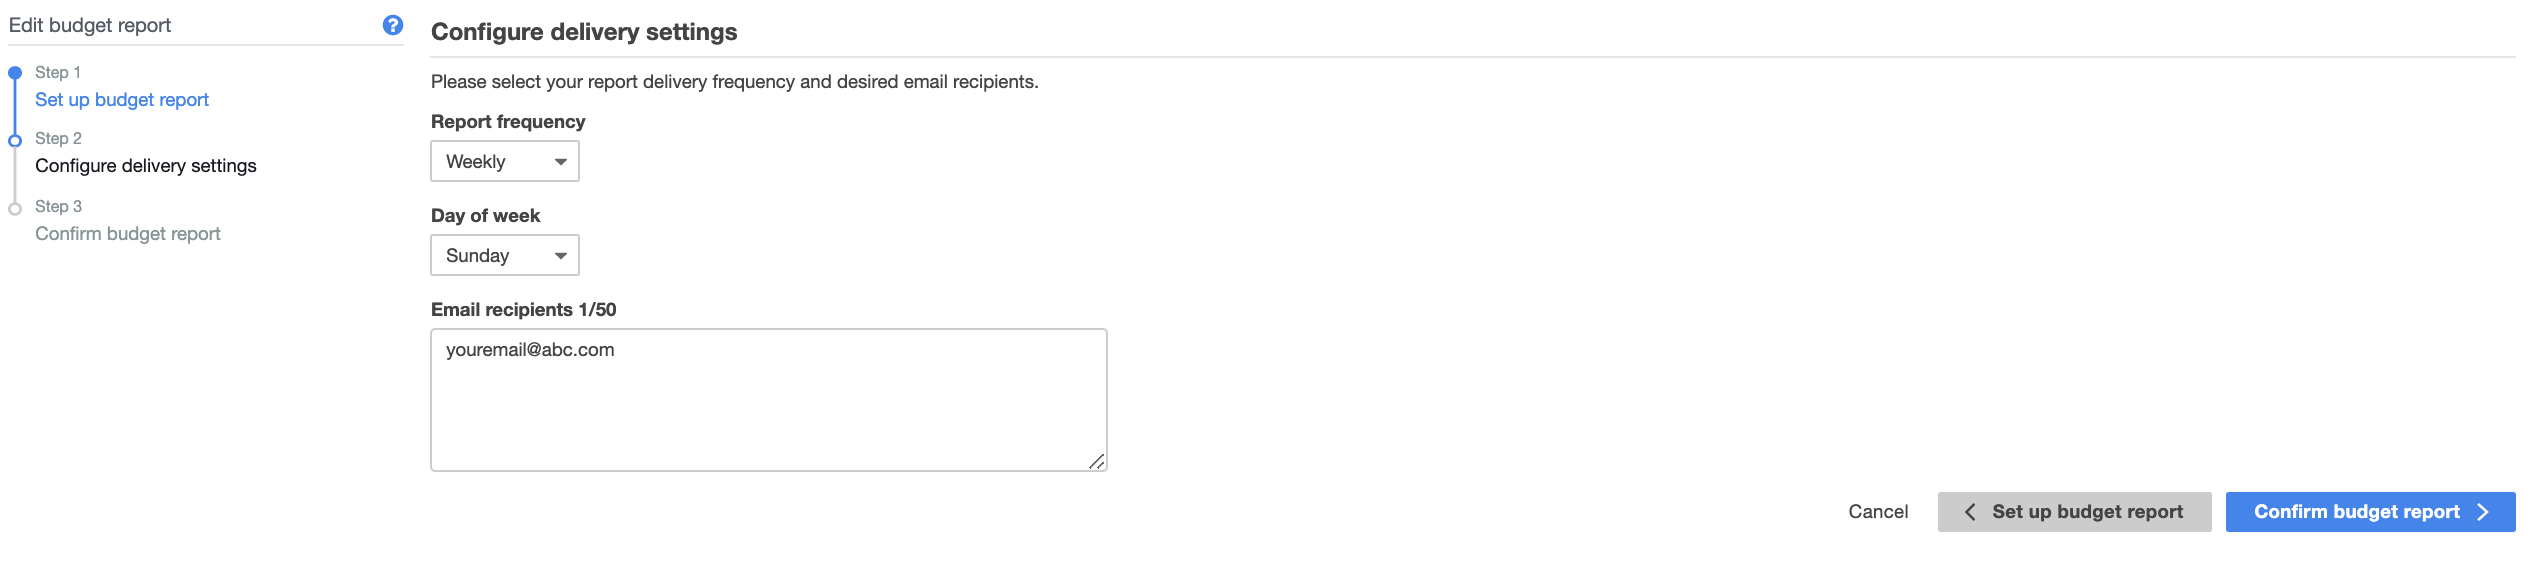 Edit budget report
Step 1
Set up budget report
Step 2
Configure delivery settings
Step 3
Confirm budget report
Configure delivery settings
Please select your report delivery frequency and desired email recipients.
Report frequency
Weekly
Day of week
Sunday
Email recipients 1/50
youremail@abc.com
Cancel
Set up budget report
Confirm budget report